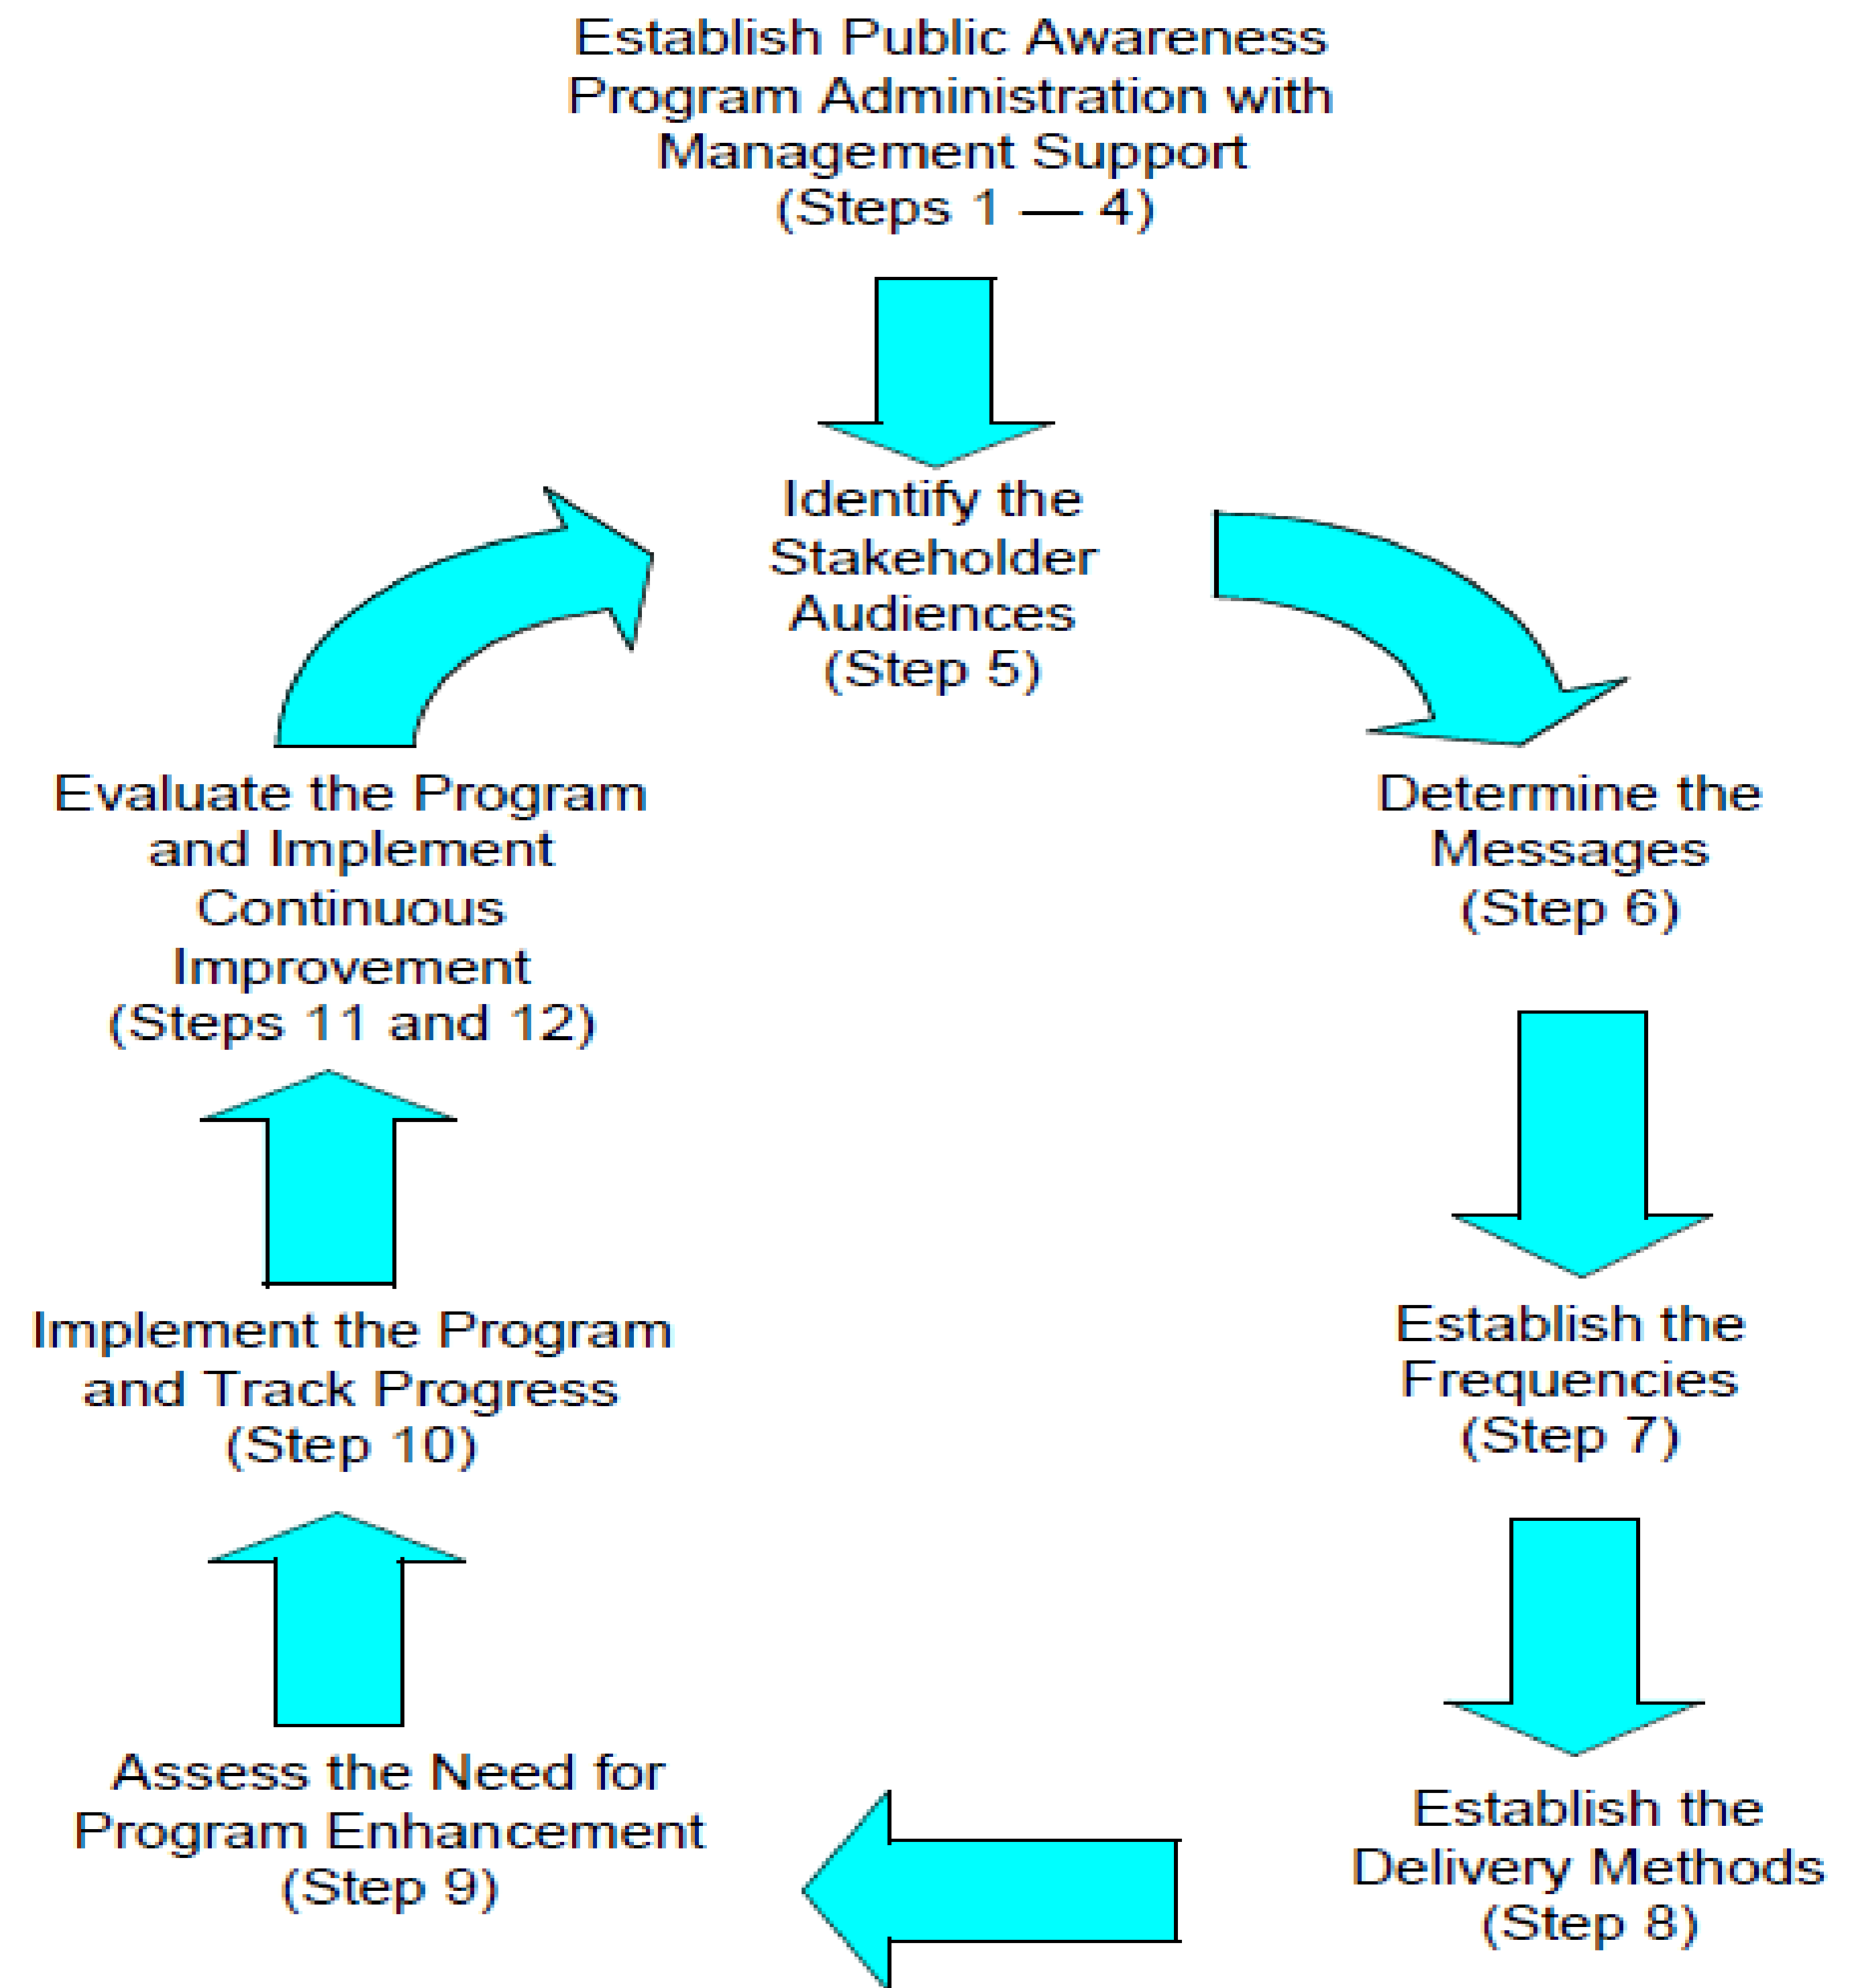 Establish Public Awareness
Program Administration with
Management Support
(Steps 1 — 4)
Identify the
Stakeholder
Audiences
(Step 5)
Determine the
Messages
(Step 6)
Establish the
Frequencies
(Step 7)
Establish the
Delivery Methods
(Step 8)
Assess the Need for
Program Enhancement
(Step 9)
Implement the Program
and Track Progress
(Step 10)
Evaluate the Program
and Implement
Continuous
Improvement
(Steps 11 and 12)